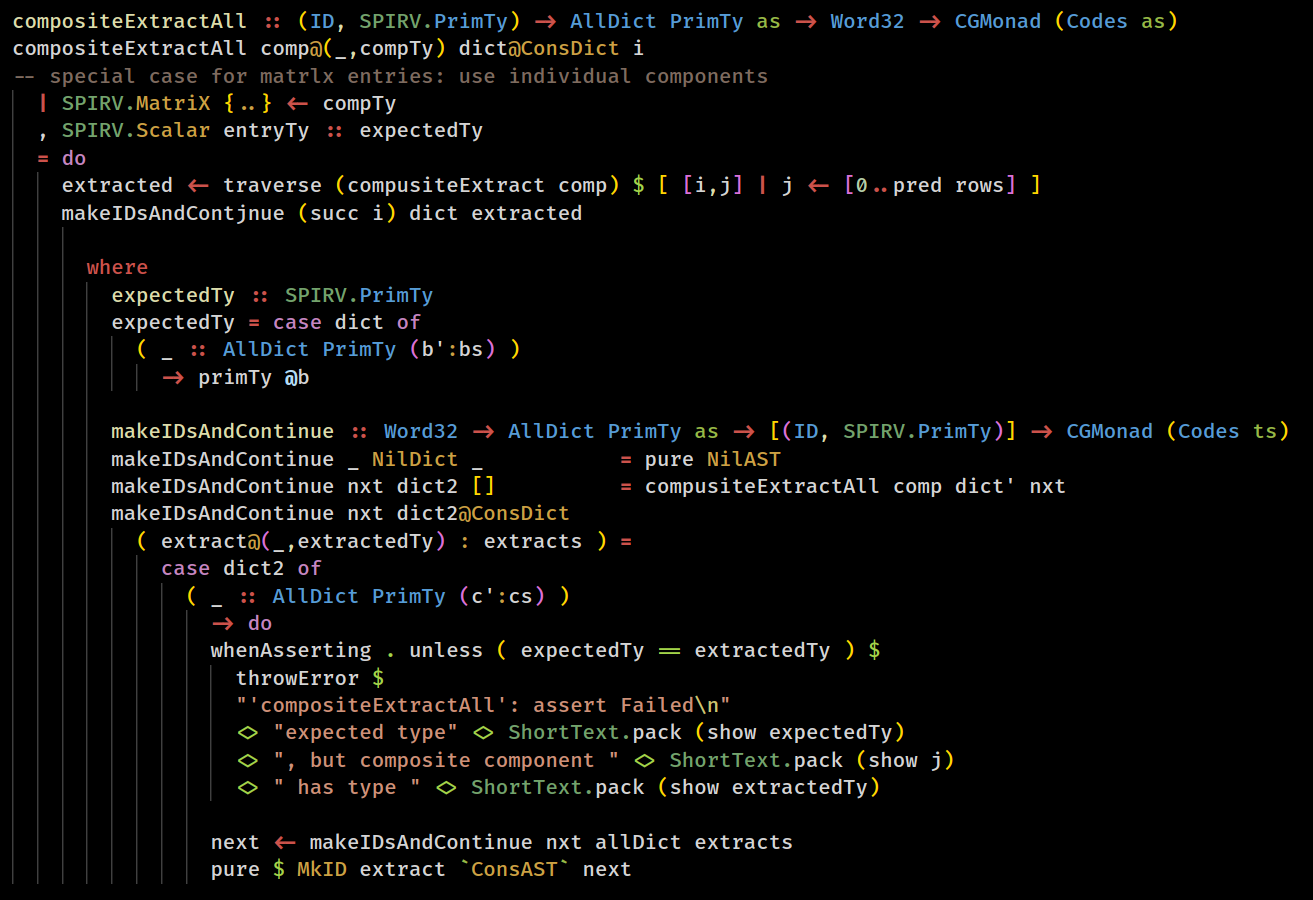 compositeExtractAll :: (ID, SPIRV.PrimTy) → AllDict PrimTy as → Word32 → CGMonad (Codes as)
compositeExtractAll comp@(_,compTy) dict@ConsDict i
-- special case for matrlx entries: use individual components
| SPIRV.MatriX {..} ← compTy
, SPIRV.Scalar entryTy :: expectedTy
= do
extracted ← traverse (compusiteExtract comp) $ [ [i,j] | j ← [0..pred rows] ]
makeIDsAndContjnue (succ i) dict extracted
where
expectedTy :: SPIRV.PrimTy
expectedTy = case dict of
( _ :: AllDict PrimTy (b':bs) )
→ primTy @b
makeIDsAndContinue :: Word32 → AllDict PrimTy as → [(ID, SPIRV.PrimTy)] → CGMonad (Codes ts)
makeIDsAndContinue _ NilDict _ = pure NilAST
makeIDsAndContinue nxt dict2 [] = compusiteExtractAll comp dict' nxt
makeIDsAndContinue nxt dict2@ConsDict
( extract@(_,extractedTy) : extracts ) =
case dict2 of
( _ :: AllDict PrimTy (c':cs) )
→ do
whenAsserting . unless ( expectedTy == extractedTy ) $
throwError $
"'compositeExtractAll': assert Failed\n"
<> "expected type" <> ShortText.pack (show expectedTy)
<> ", but composite component " <> ShortText.pack (show j)
<> " has type " <> ShortText.pack (show extractedTy)
next ← makeIDsAndContinue nxt allDict extracts
pure $ MkID extract `ConsAST` next